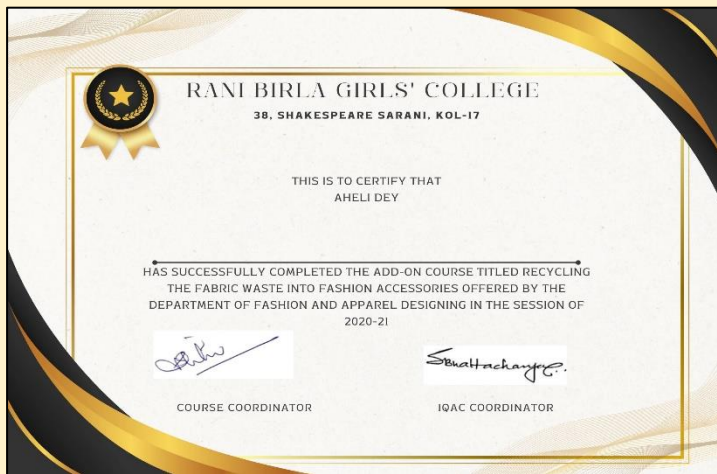 RANI BIRLA GIRLS' COLLEGE
38, SHAKESPEARE SARANI, KOL-17
THIS IS TO CERTIFY THAT
AHELI DEY
HAS SUCCESSFULLY COMPLETED THE ADD-ON COURSE TITLED RECYCLING
THE FABRIC WASTE INTO FASHION ACCESSORIES OFFERED BY THE
DEPARTMENT OF FASHION AND APPAREL DESIGNING IN THE SESSION OF
2020-21
COURSE COORDINATOR
IQAC COORDINATOR